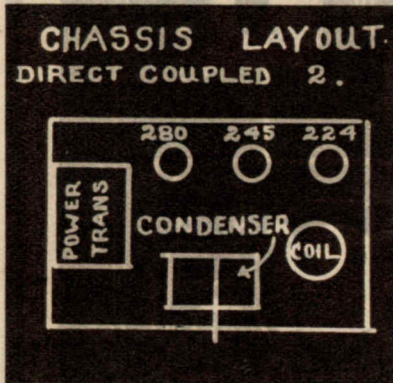 CHASSIS LAYOUT.
DIRECT COUPLED 2.
280 245 224
POWER
TRANS
CONDENSER
COIL